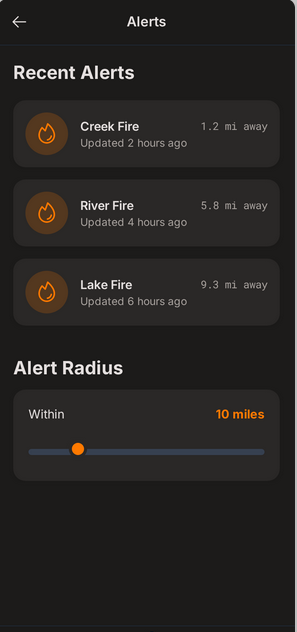 Alerts
Recent Alerts
Creek Fire 1.2 mi away
Updated 2 hours ago
River Fire 5.8 mi away
Updated 4 hours ago
Lake Fire 9.3 mi away
Updated 6 hours ago
Alert Radius
Within 10 miles